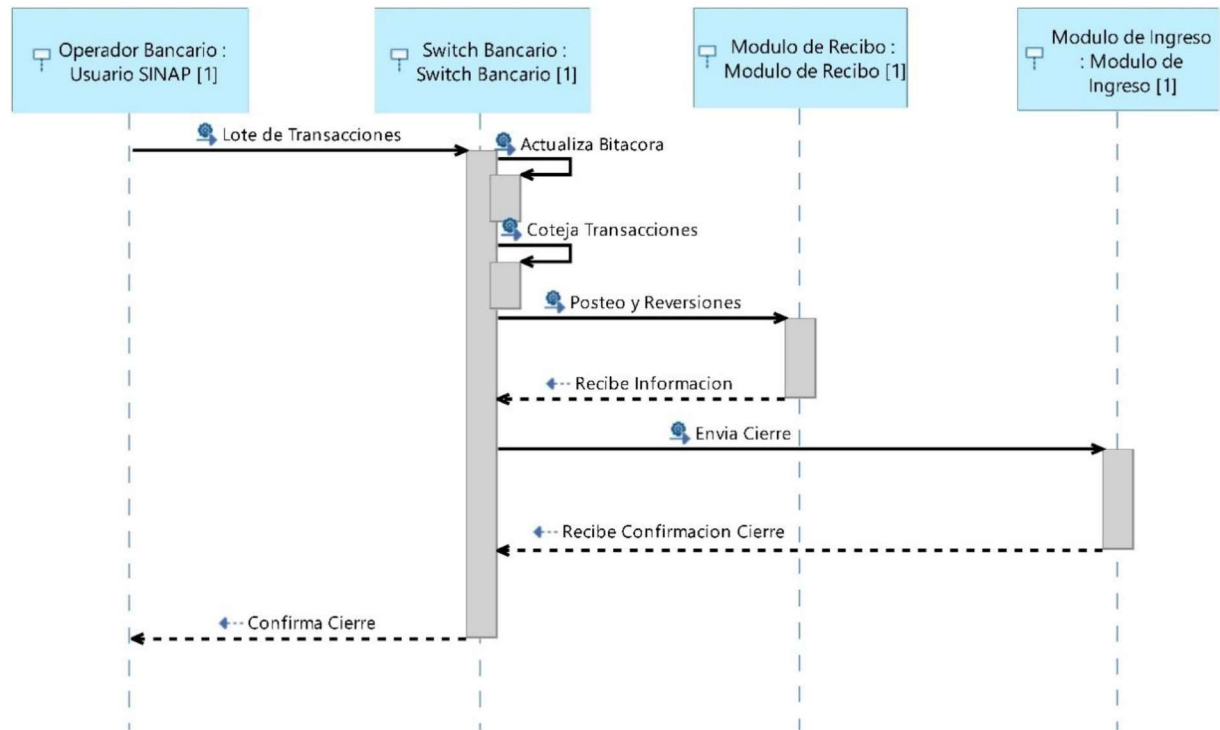 Operador Bancario :
Usuario SINAP [1]
Switch Bancario :
Switch Bancario [1]
Modulo de Recibo :
Modulo de Recibo [1]
Modulo de Ingreso
: Modulo de
Ingreso [1]
Lote de Transacciones
Actualiza Bitacora
Coteja Transacciones
Posteo y Reversiones
Recibe Informacion
Envia Cierre
Recibe Confirmacion Cierre
Confirma Cierre